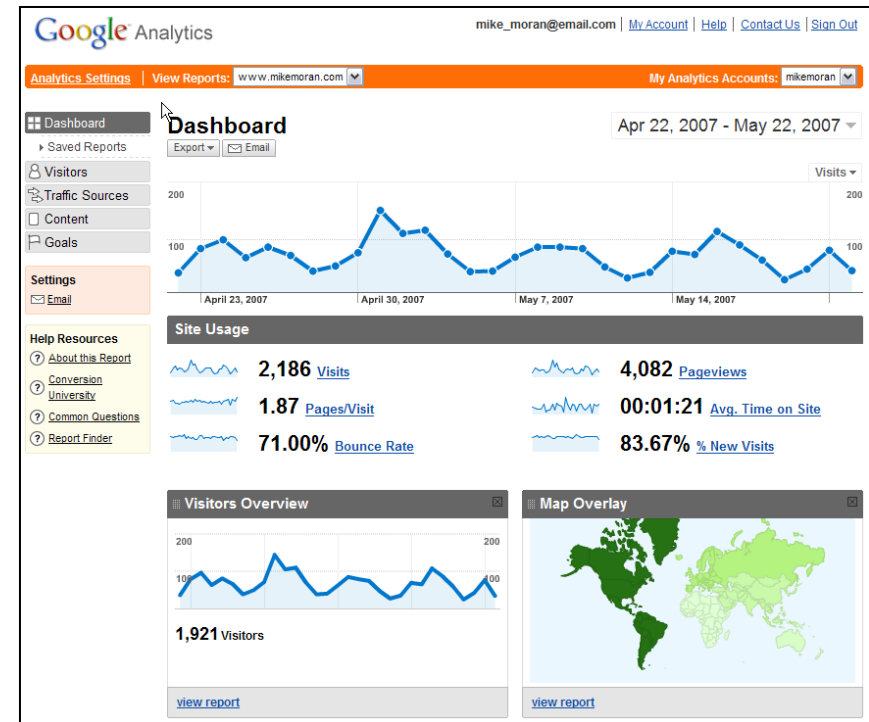 Google Analytics
mike_moran@email.com | My Account | Help | Contact Us | Sign Out
Analytics Settings | View Reports: www.mikemoran.com
My Analytics Accounts: mikemoran
Dashboard
Saved Reports
Visitors
Traffic Sources
Content
Goals
Settings
Email
Help Resources
About this Report
Conversion
University
Common Questions
Report Finder
Dashboard
Apr 22, 2007 - May 22, 2007
Export Email
Visits
200 200
100 100
April 23, 2007 April 30, 2007 May 7, 2007 May 14, 2007
Site Usage
2,186 Visits
4,082 Pageviews
1.87 Pages/Visit
00:01:21 Avg. Time on Site
71.00% Bounce Rate
83.67% % New Visits
Visitors Overview
200 200
100 100
1,921 Visitors
view report
Map Overlay
view report